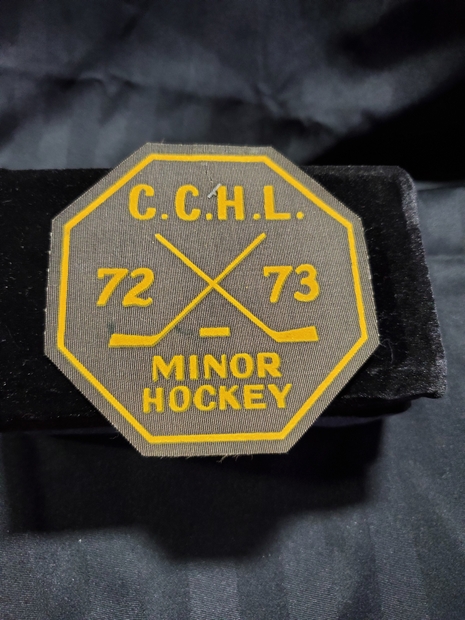 C.C.H.L.
72 73
MINOR
HOCKEY